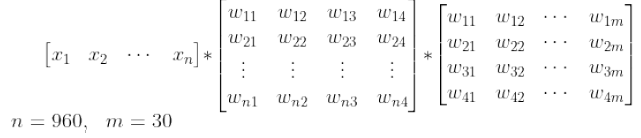 [x₁ x₂ ⋯ xₙ] * [w₁₁ w₁₂ w₁₃ w₁₄; w₂₁ w₂₂ w₂₃ w₂₄; ⋮ ⋮ ⋮ ⋮; wₙ₁ wₙ₂ wₙ₃ wₙ₄] * [w₁₁ w₁₂ ⋯ w₁ₘ; w₂₁ w₂₂ ⋯ w₂ₘ; w₃₁ w₃₂ ⋯ w₃ₘ; w₄₁ w₄₂ ⋯ w₄ₘ]
n = 960, m = 30